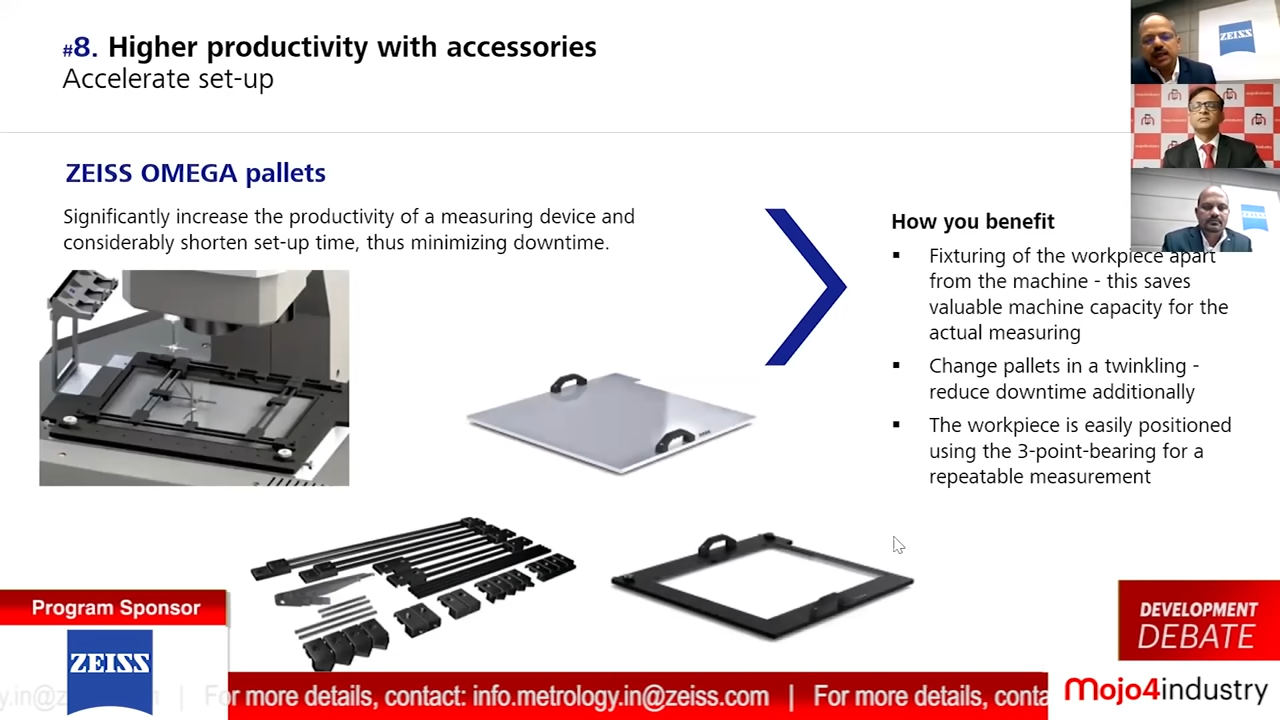 #8. Higher productivity with accessories
Accelerate set-up
ZEISS
ZEISS OMEGA pallets
Significantly increase the productivity of a measuring device and
considerably shorten set-up time, thus minimizing downtime.
How you benefit
▪ Fixturing of the workpiece apart
from the machine - this saves
valuable machine capacity for the
actual measuring
▪ Change pallets in a twinkling -
reduce downtime additionally
▪ The workpiece is easily positioned
using the 3-point-bearing for a
repeatable measurement
Program Sponsor
ZEISS
DEVELOPMENT
DEBATE
y.in@z | For more details, contact: info.metrology.in@zeiss.com | For more details, conta
Mojo4industry